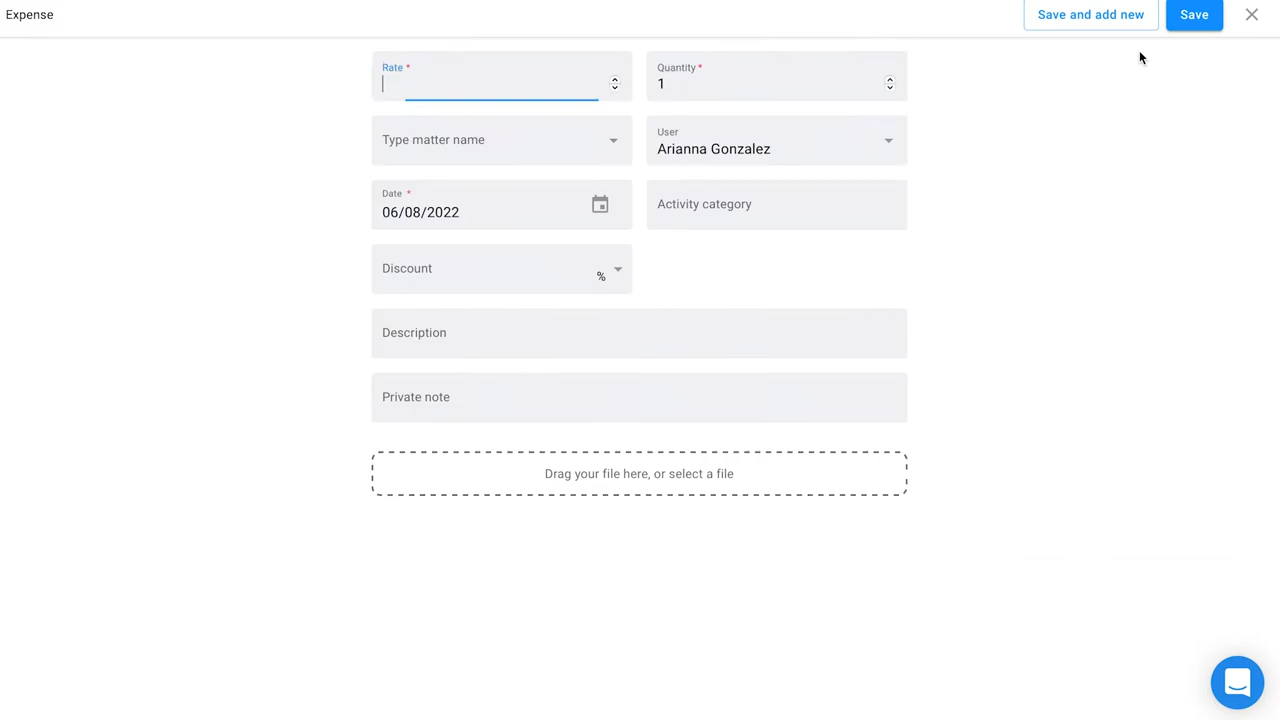 Expense
Save and add new
Save
Rate *
Quantity *
1
Type matter name
User
Arianna Gonzalez
Date *
06/08/2022
Activity category
Discount
%
Description
Private note
Drag your file here, or select a file